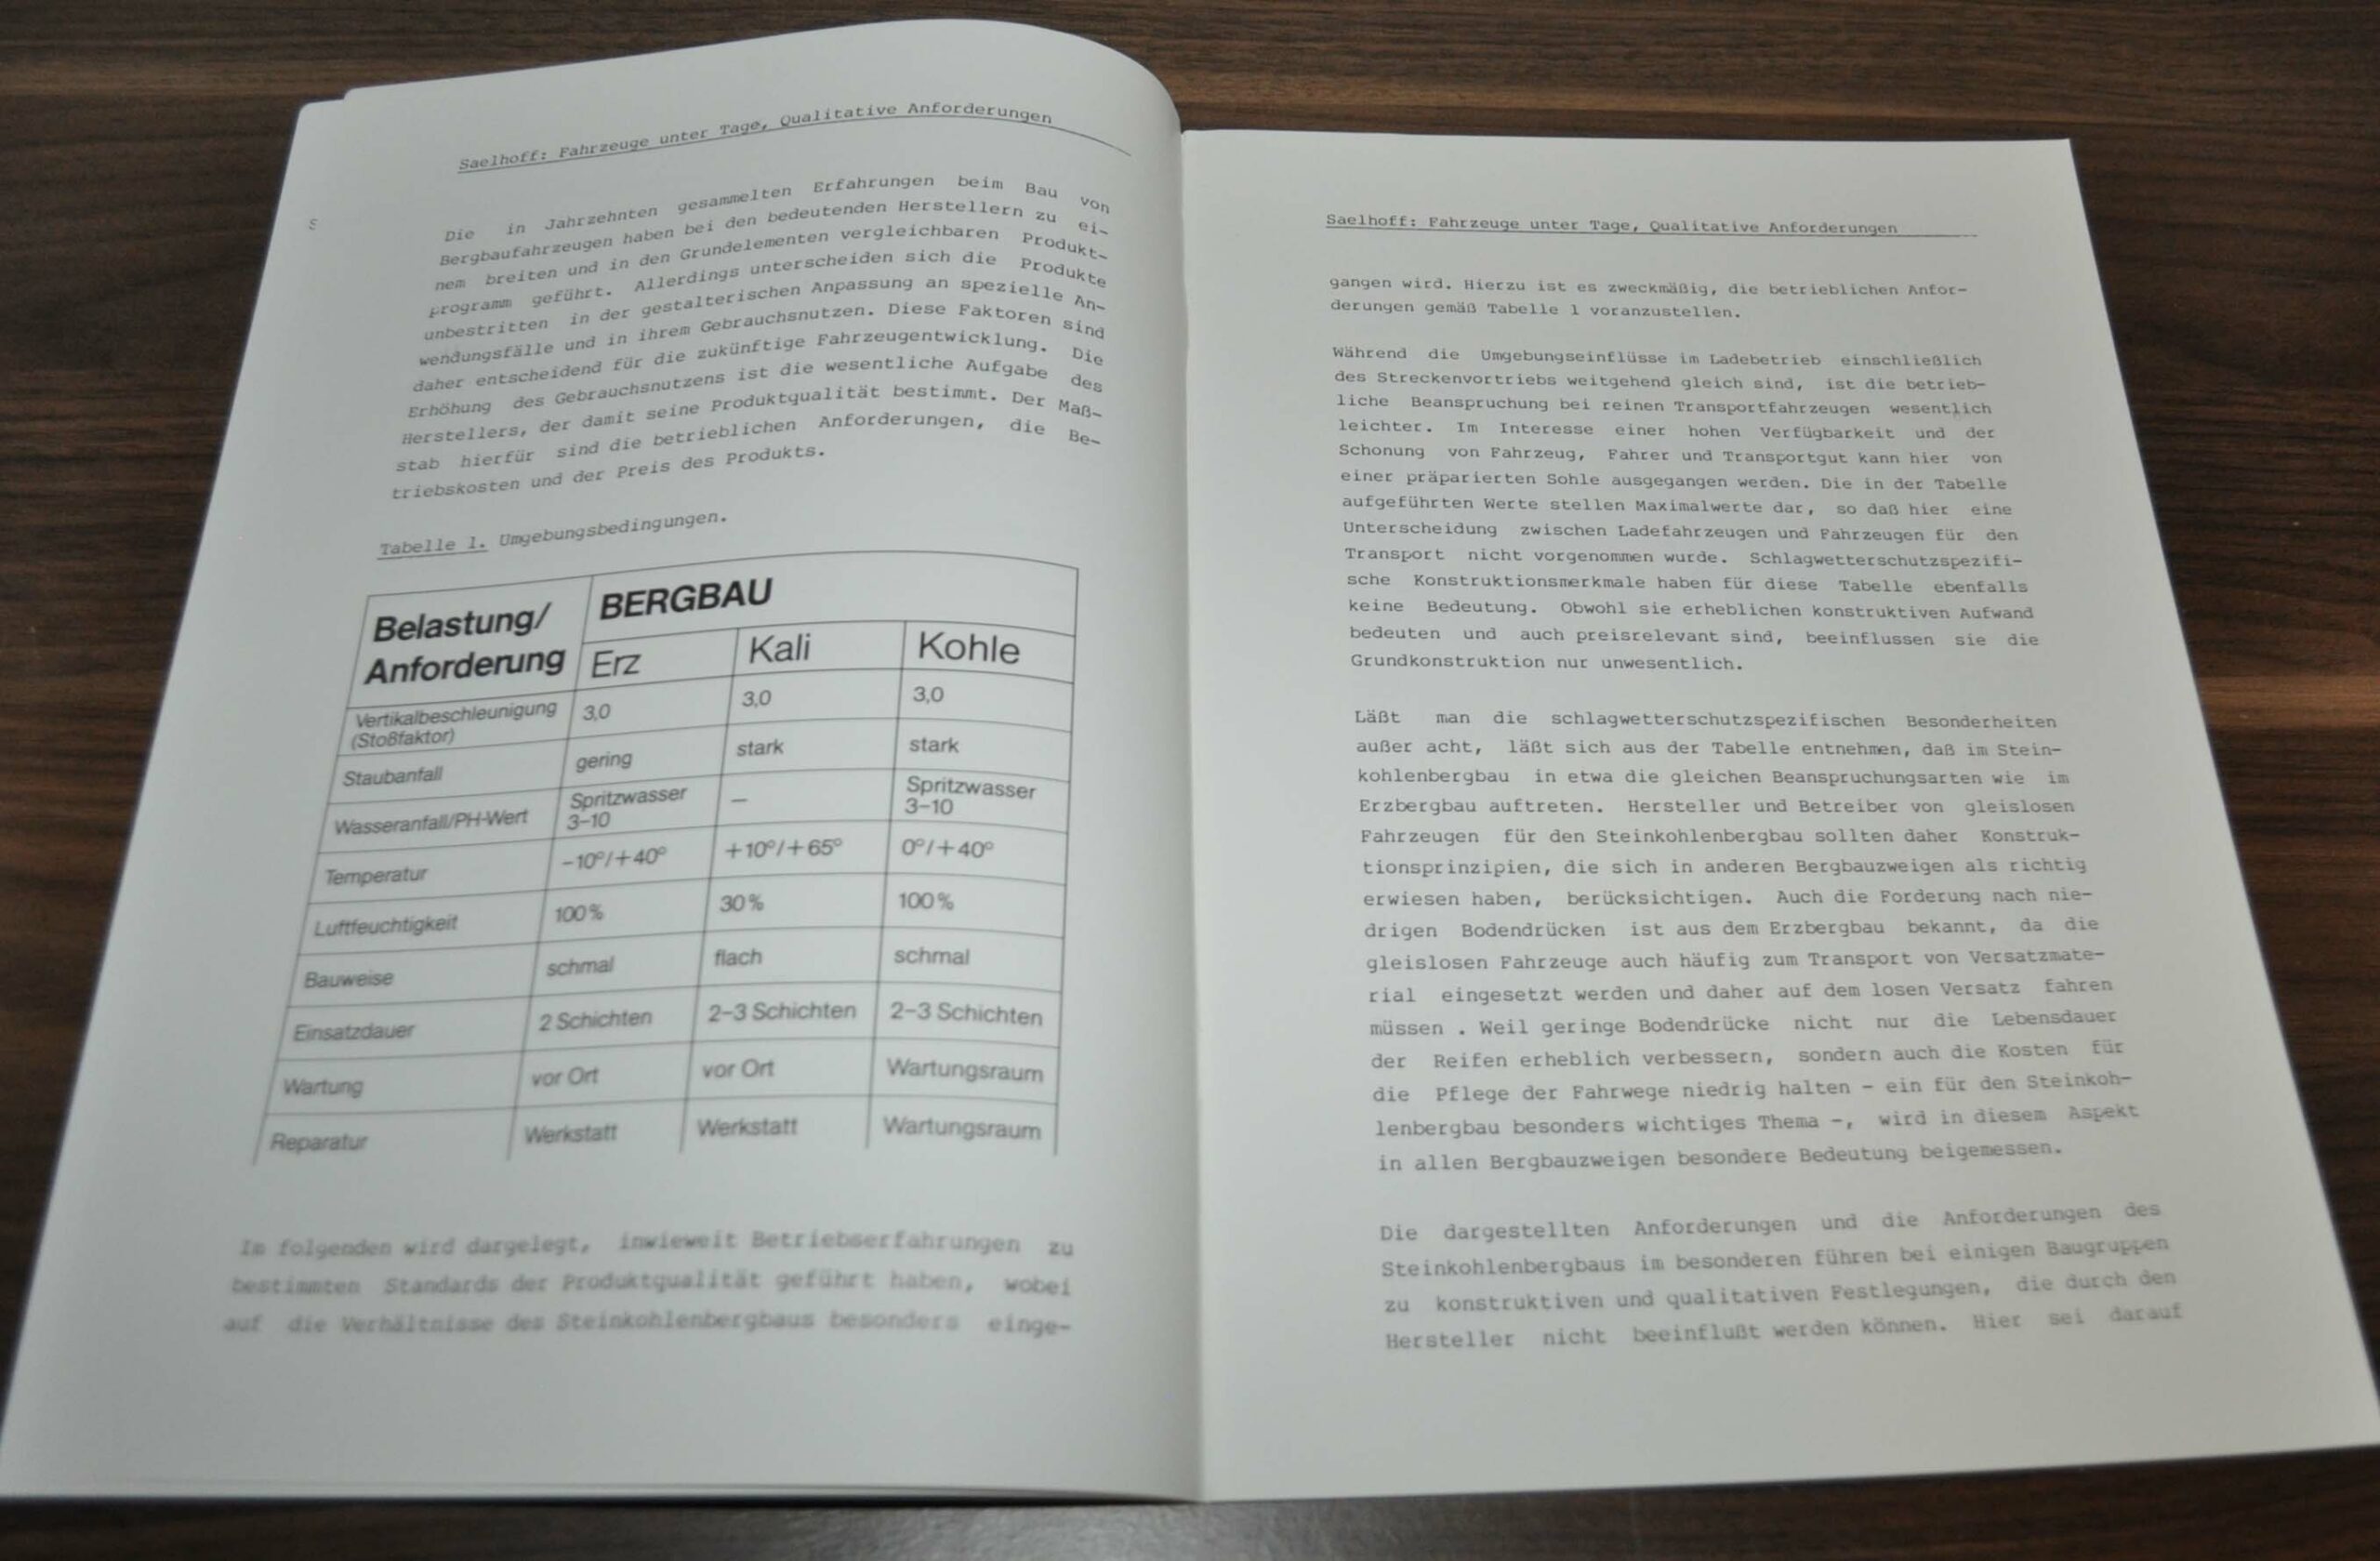 Saelhoff: Fahrzeuge unter Tage, Qualitative Anforderungen
S
Die in Jahrzehnten gesammelten Erfahrungen beim Bau von
Bergbaufahrzeugen haben bei den bedeutenden Herstellern zu ei-
nem breiten und in den Grundelementen vergleichbaren Produkt-
programm geführt. Allerdings unterscheiden sich die Produkte
unbestritten in der gestalterischen Anpassung an spezielle An-
wendungsfälle und in ihrem Gebrauchsnutzen. Diese Faktoren sind
daher entscheidend für die zukünftige Fahrzeugentwicklung. Die
Erhöhung des Gebrauchsnutzens ist die wesentliche Aufgabe des
Herstellers, der damit seine Produktqualität bestimmt. Der Maß-
stab hierfür sind die betrieblichen Anforderungen, die Be-
triebskosten und der Preis des Produkts.
Tabelle 1. Umgebungsbedingungen.
Belastung/ BERGBAU
Anforderung Erz Kali Kohle
Vertikalbeschleunigung 3,0 3,0 3,0
(Stoßfaktor)
Staubanfall gering stark stark
Wasseranfall/PH-Wert Spritzwasser – Spritzwasser
3–10 3–10
Temperatur –10°/+40° +10°/+65° 0°/+40°
Luftfeuchtigkeit 100% 30% 100%
Bauweise schmal flach schmal
Einsatzdauer 2 Schichten 2–3 Schichten 2–3 Schichten
Wartung vor Ort vor Ort Wartungsraum
Reparatur Werkstatt Werkstatt Wartungsraum
Im folgenden wird dargelegt, inwieweit Betriebserfahrungen zu
bestimmten Standards der Produktqualität geführt haben, wobei
auf die Verhältnisse des Steinkohlenbergbaus besonders einge-
Saelhoff: Fahrzeuge unter Tage, Qualitative Anforderungen
gangen wird. Hierzu ist es zweckmäßig, die betrieblichen Anfor-
derungen gemäß Tabelle 1 voranzustellen.
Während die Umgebungseinflüsse im Ladebetrieb einschließlich
des Streckenvortriebs weitgehend gleich sind, ist die betrieb-
liche Beanspruchung bei reinen Transportfahrzeugen wesentlich
leichter. Im Interesse einer hohen Verfügbarkeit und der
Schonung von Fahrzeug, Fahrer und Transportgut kann hier von
einer präparierten Sohle ausgegangen werden. Die in der Tabelle
aufgeführten Werte stellen Maximalwerte dar, so daß hier eine
Unterscheidung zwischen Ladefahrzeugen und Fahrzeugen für den
Transport nicht vorgenommen wurde. Schlagwetterschutzspezifi-
sche Konstruktionsmerkmale haben für diese Tabelle ebenfalls
keine Bedeutung. Obwohl sie erheblichen konstruktiven Aufwand
bedeuten und auch preisrelevant sind, beeinflussen sie die
Grundkonstruktion nur unwesentlich.
Läßt man die schlagwetterschutzspezifischen Besonderheiten
außer acht, läßt sich aus der Tabelle entnehmen, daß im Stein-
kohlenbergbau in etwa die gleichen Beanspruchungsarten wie im
Erzbergbau auftreten. Hersteller und Betreiber von gleislosen
Fahrzeugen für den Steinkohlenbergbau sollten daher Konstruk-
tionsprinzipien, die sich in anderen Bergbauzweigen als richtig
erwiesen haben, berücksichtigen. Auch die Forderung nach nie-
drigen Bodendrücken ist aus dem Erzbergbau bekannt, da die
gleislosen Fahrzeuge auch häufig zum Transport von Versatzmate-
rial eingesetzt werden und daher auf dem losen Versatz fahren
müssen . Weil geringe Bodendrücke nicht nur die Lebensdauer
der Reifen erheblich verbessern, sondern auch die Kosten für
die Pflege der Fahrwege niedrig halten - ein für den Steinkoh-
lenbergbau besonders wichtiges Thema -, wird in diesem Aspekt
in allen Bergbauzweigen besondere Bedeutung beigemessen.
Die dargestellten Anforderungen und die Anforderungen des
Steinkohlenbergbaus im besonderen führen bei einigen Baugruppen
zu konstruktiven und qualitativen Festlegungen, die durch den
Hersteller nicht beeinflußt werden können. Hier sei darauf